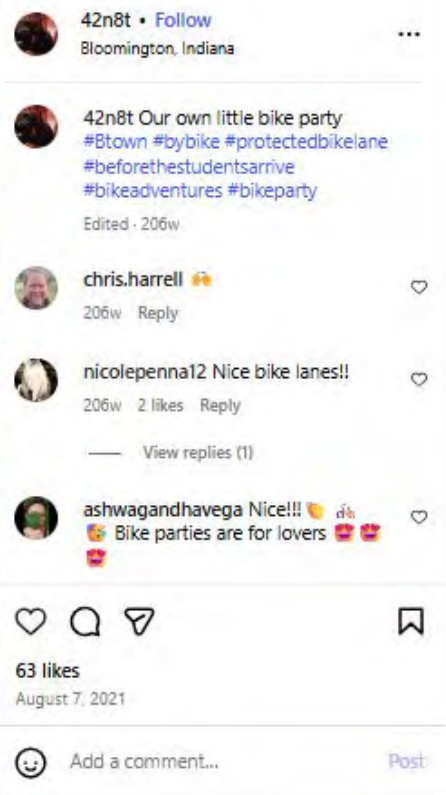 42n8t • Follow
Bloomington, Indiana
42n8t Our own little bike party
#Btown #bybike #protectedbikelane
#beforethestudentsarrive
#bikeadventures #bikeparty
Edited · 206w
chris.harrell 🙌
206w Reply
nicolepenna12 Nice bike lanes!!
206w 2 likes Reply
View replies (1)
ashwagandhavega Nice!!! 👏 🚲
🥳 Bike parties are for lovers 😍 😍
😍
63 likes
August 7, 2021
Add a comment... Post